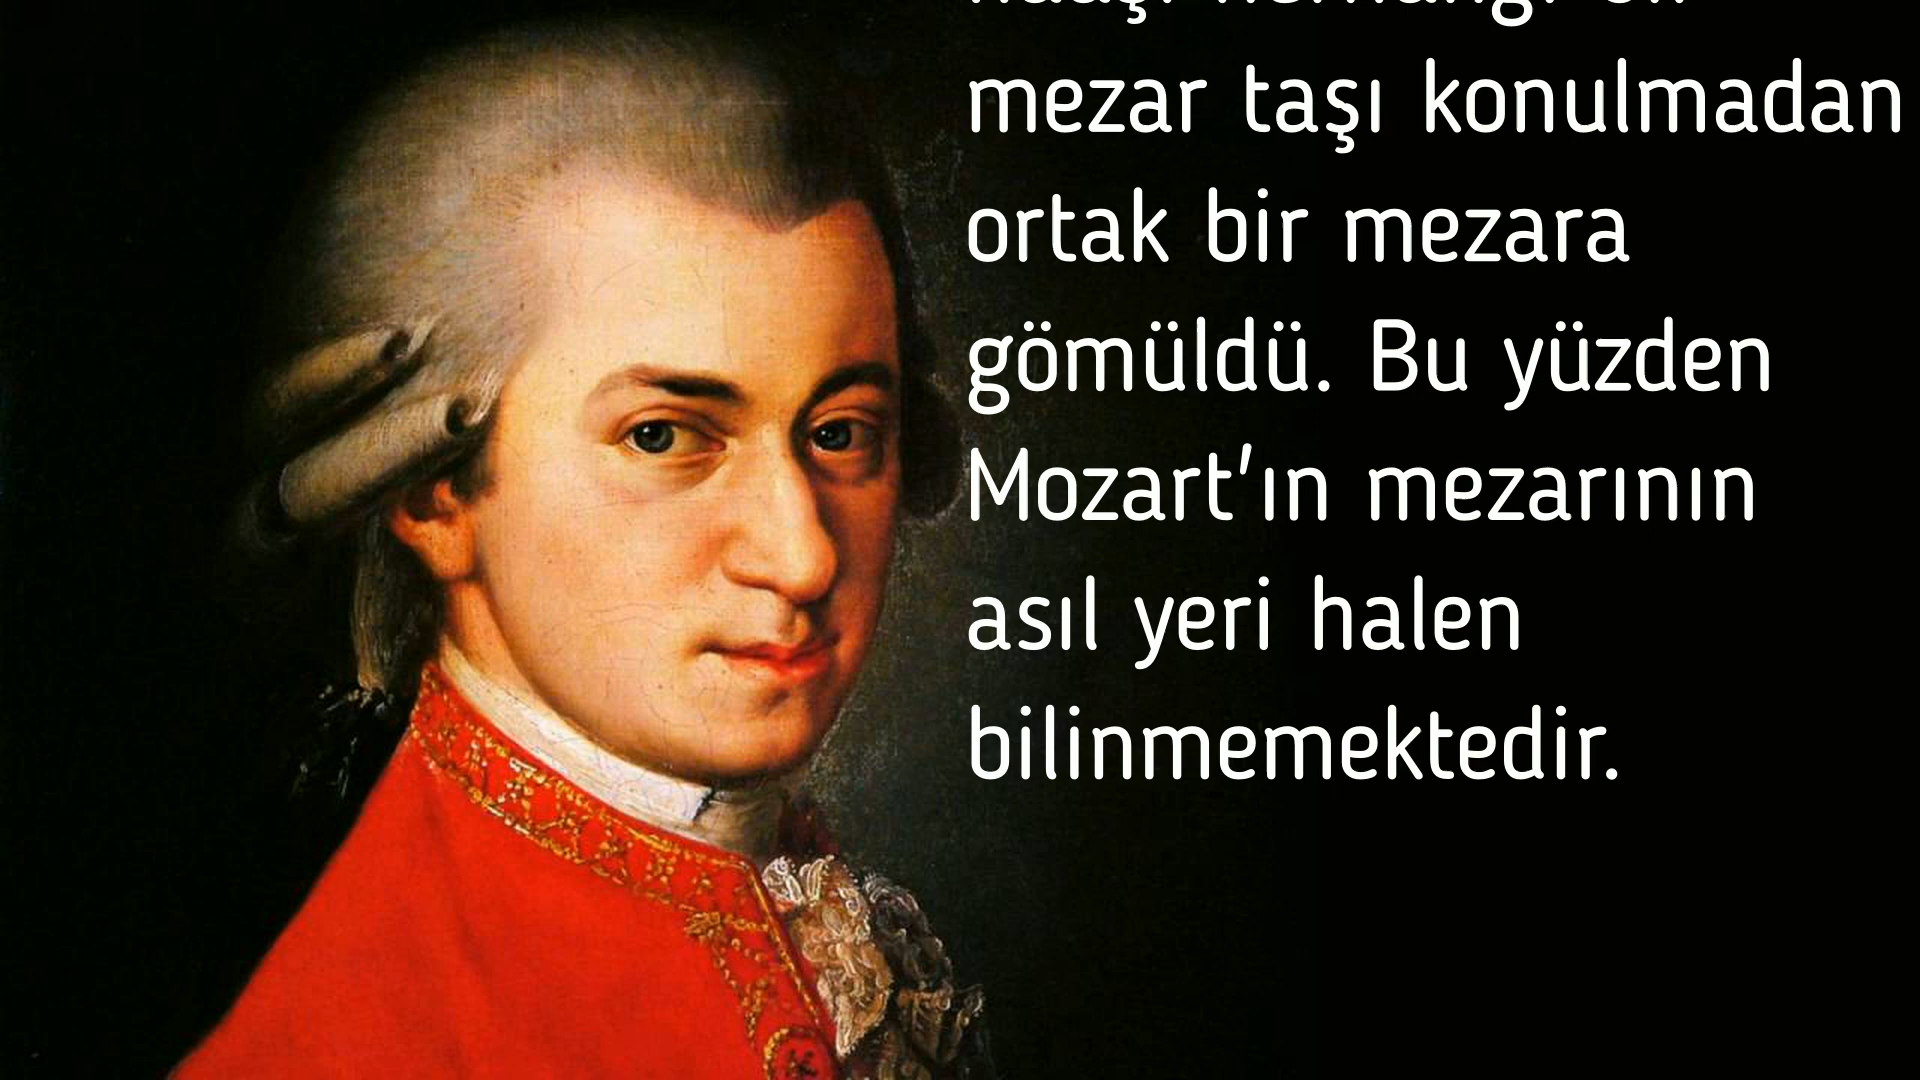 mezar taşı konulmadan
ortak bir mezara
gömüldü. Bu yüzden
Mozart'ın mezarının
asıl yeri halen
bilinmemektedir.